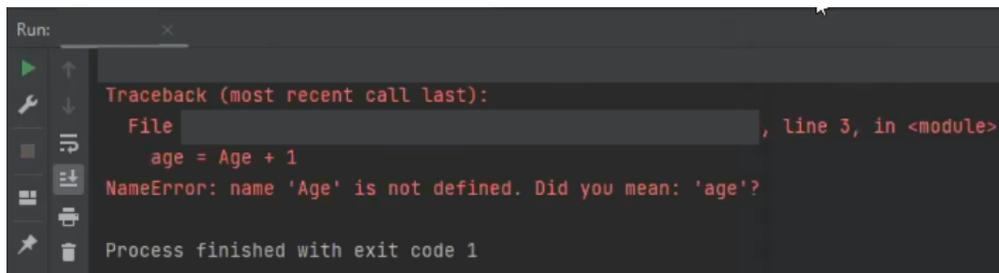 Run:
Traceback (most recent call last):
File , line 3, in <module>
age = Age + 1
NameError: name 'Age' is not defined. Did you mean: 'age'?
Process finished with exit code 1